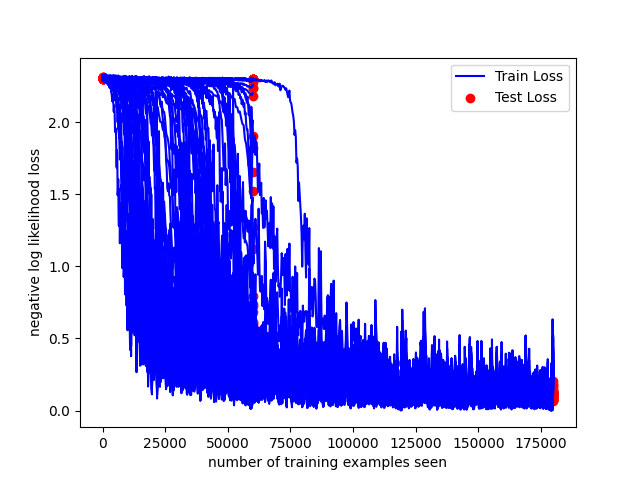 Train Loss
Test Loss
negative log likelihood loss
2.0
1.5
1.0
0.5
0.0
0 25000 50000 75000 100000 125000 150000 175000
number of training examples seen